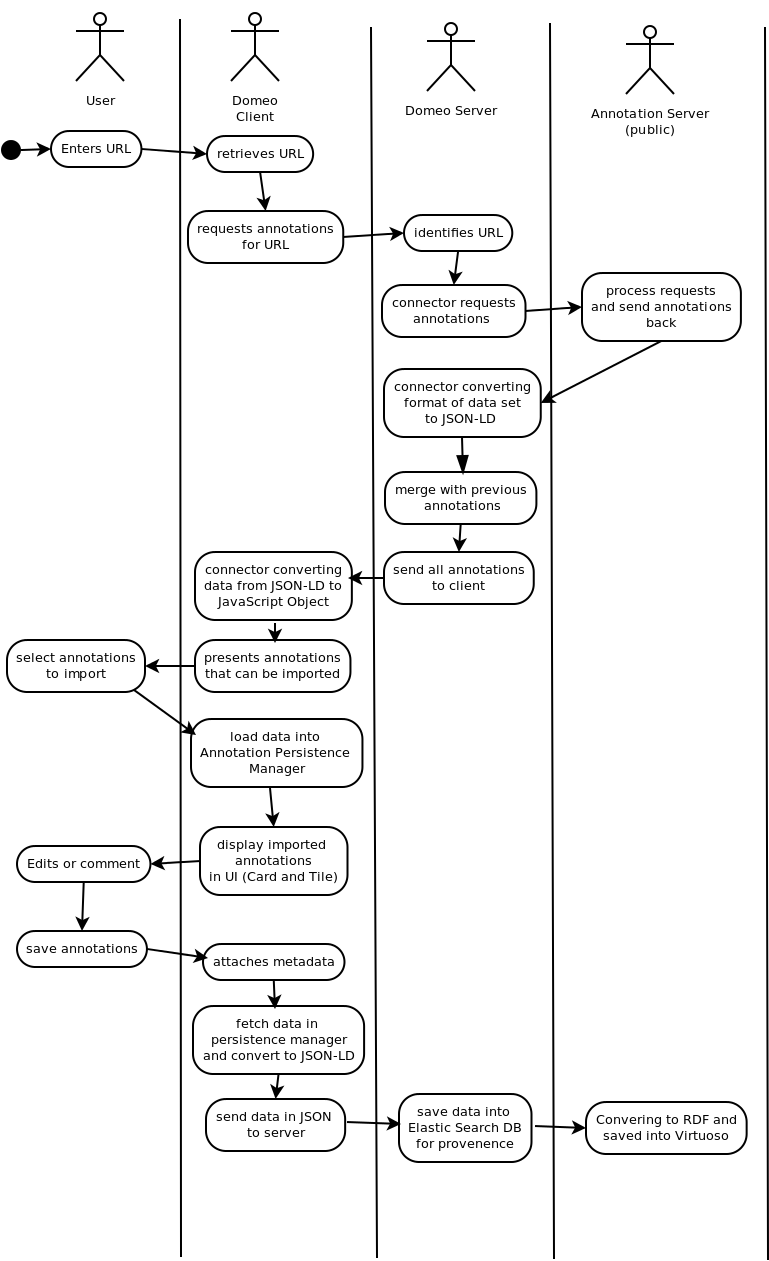 User
Domeo
Client
Domeo Server
Annotation Server
(public)
Enters URL
retrieves URL
requests annotations
for URL
identifies URL
connector requests
annotations
process requests
and send annotations
back
connector converting
format of data set
to JSON-LD
merge with previous
annotations
send all annotations
to client
connector converting
data from JSON-LD to
JavaScript Object
presents annotations
that can be imported
select annotations
to import
load data into
Annotation Persistence
Manager
display imported
annotations
in UI (Card and Tile)
Edits or comment
save annotations
attaches metadata
fetch data in
persistence manager
and convert to JSON-LD
send data in JSON
to server
save data into
Elastic Search DB
for provenence
Convering to RDF and
saved into Virtuoso